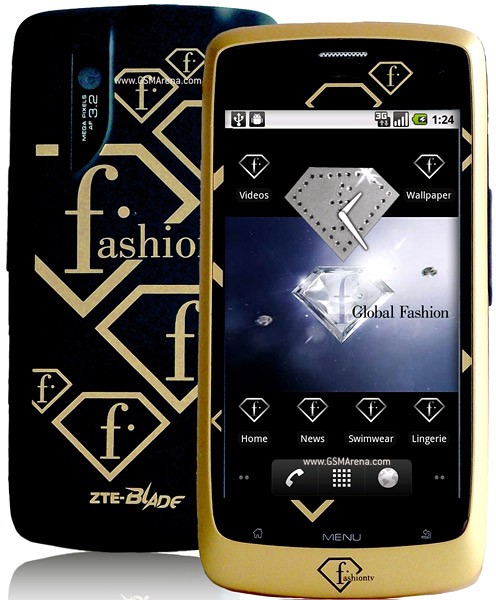 MEGA PIXELS
AF 3.2
www.GSMArena.com
f.
f.
f.
f.
fashiontv
f.
f.
f.
ZTE-BLADE
3G
1:24
Videos
Wallpaper
f Global Fashion
Home
News
Swimwear
Lingerie
www.GSMArena.com
MENU
fashiontv